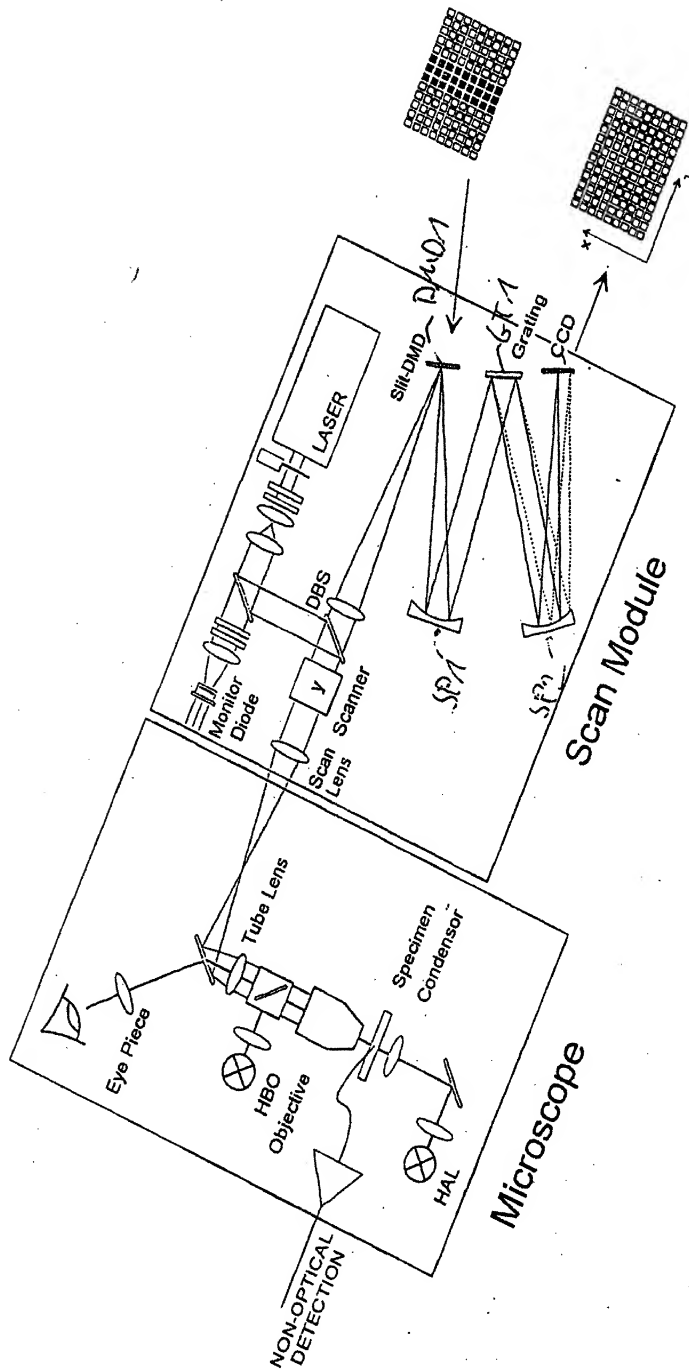 LASER
Monitor
Diode
DBS
y
Scanner
Scan
Lens
Slit-DMD
DMD1
GT1
Grating
CCD
x
SP1
Scan Module
Eye Piece
Tube Lens
HBO
Objective
Specimen
Condensor
HAL
NON-OPTICAL
DETECTION
Microscope